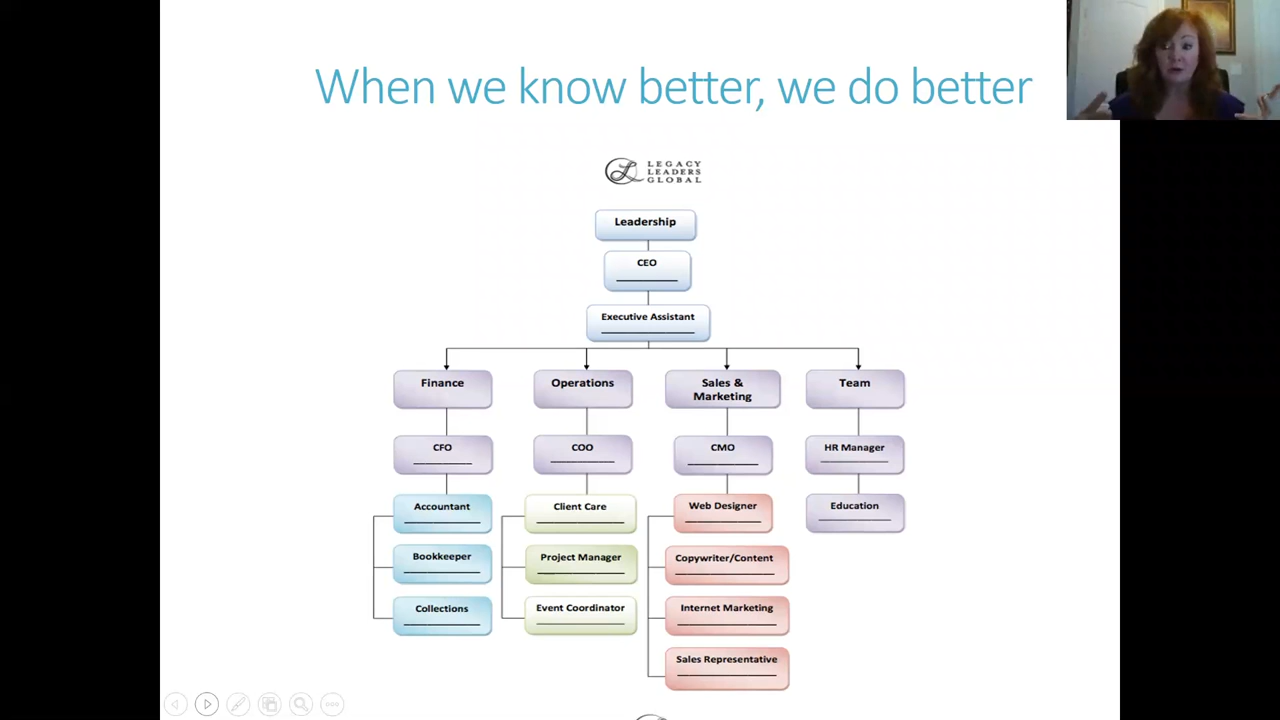 When we know better, we do better
LEGACY
LEADERS
GLOBAL
Leadership
CEO
Executive Assistant
Finance
Operations
Sales &
Marketing
Team
CFO
COO
CMO
HR Manager
Accountant
Client Care
Web Designer
Education
Bookkeeper
Project Manager
Copywriter/Content
Collections
Event Coordinator
Internet Marketing
Sales Representative